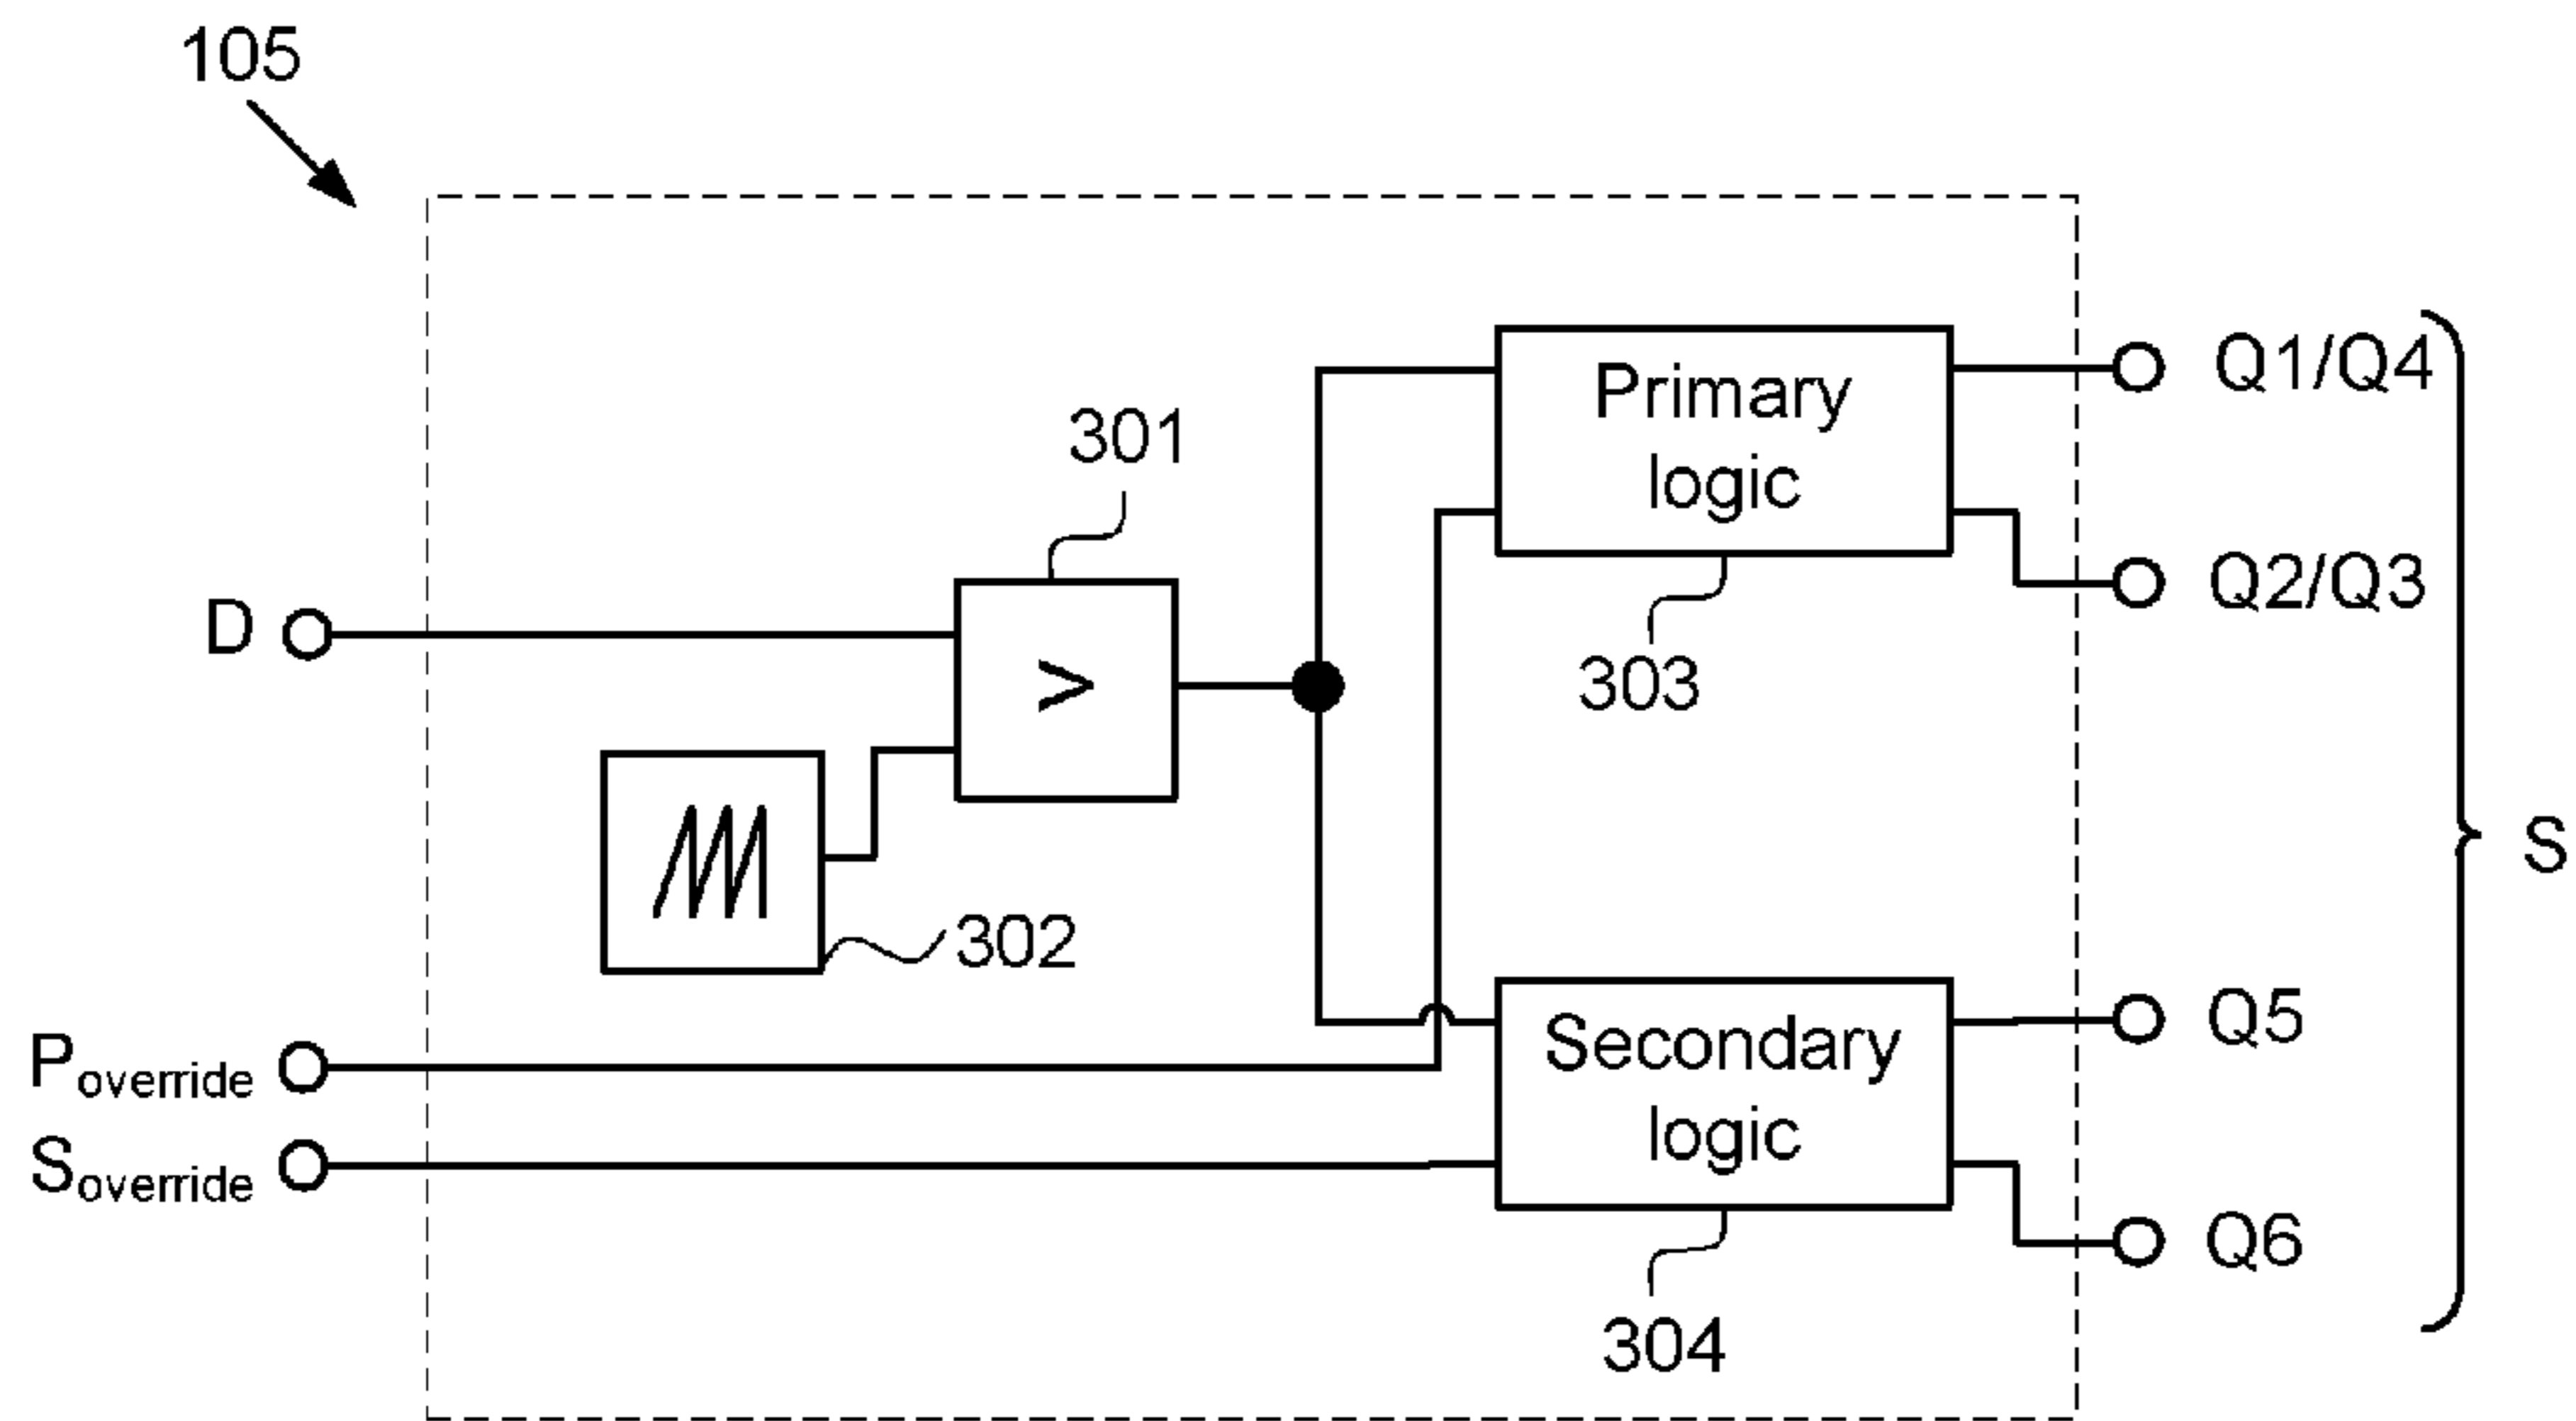 105
301
Primary
logic
303
Q1/Q4
Q2/Q3
D
>
302
S
Poverride
Soverride
Secondary
logic
304
Q5
Q6